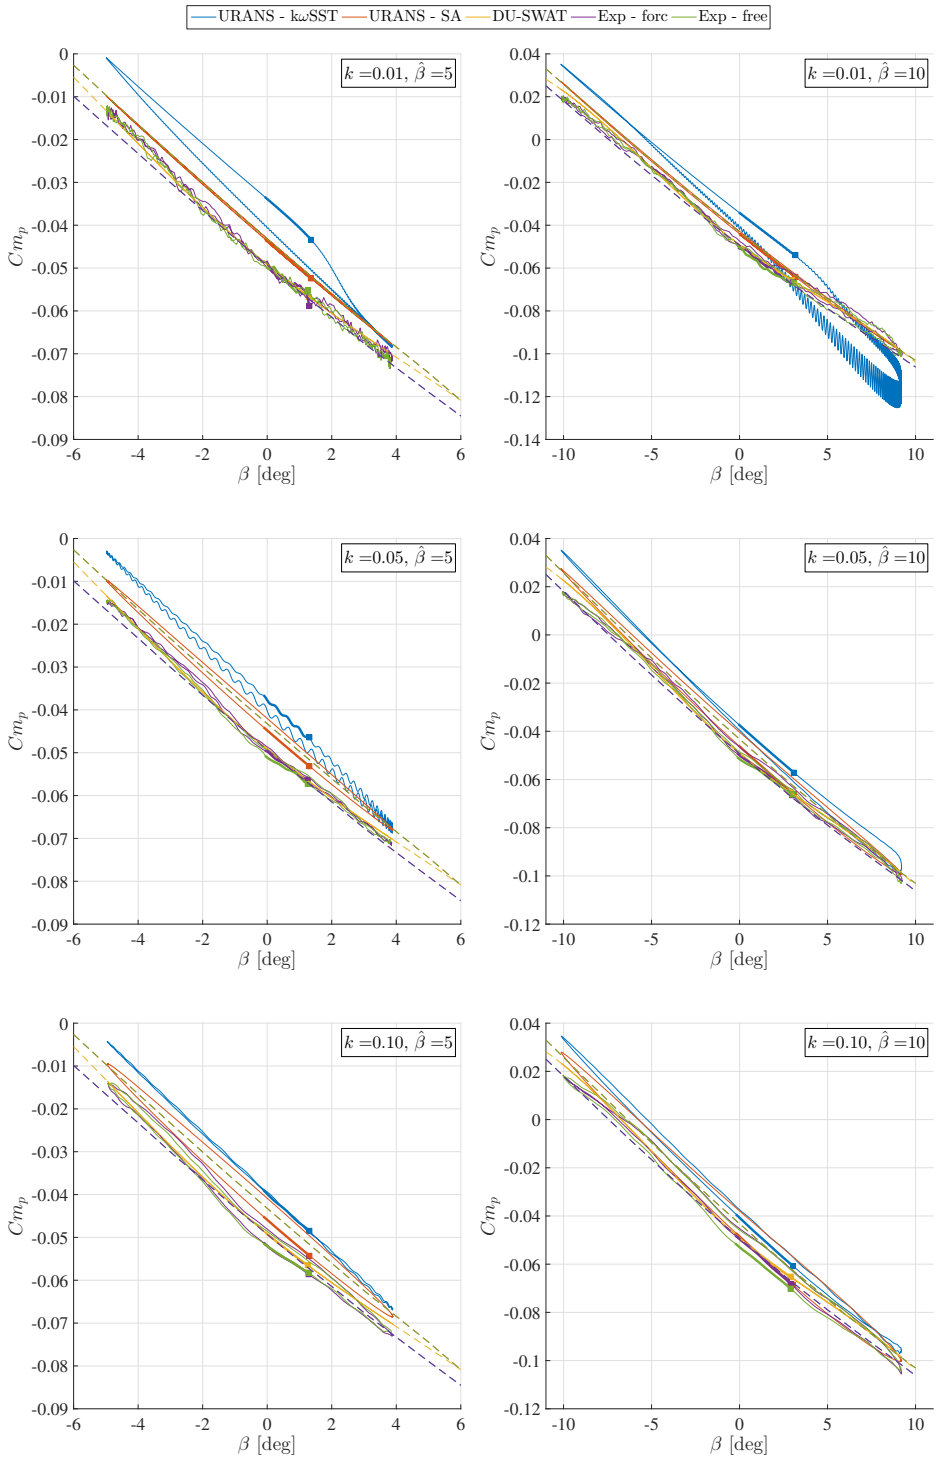 URANS - kωSST URANS - SA DU-SWAT Exp - forc Exp - free
k =0.01, β̂ =5
0
-0.01
-0.02
-0.03
-0.04
-0.05
-0.06
-0.07
-0.08
-0.09
Cm_p
-6 -4 -2 0 2 4 6
β [deg]
k =0.01, β̂ =10
0.04
0.02
0
-0.02
-0.04
-0.06
-0.08
-0.1
-0.12
-0.14
Cm_p
-10 -5 0 5 10
β [deg]
k =0.05, β̂ =5
0
-0.01
-0.02
-0.03
-0.04
-0.05
-0.06
-0.07
-0.08
-0.09
Cm_p
-6 -4 -2 0 2 4 6
β [deg]
k =0.05, β̂ =10
0.04
0.02
0
-0.02
-0.04
-0.06
-0.08
-0.1
-0.12
Cm_p
-10 -5 0 5 10
β [deg]
k =0.10, β̂ =5
0
-0.01
-0.02
-0.03
-0.04
-0.05
-0.06
-0.07
-0.08
-0.09
Cm_p
-6 -4 -2 0 2 4 6
β [deg]
k =0.10, β̂ =10
0.04
0.02
0
-0.02
-0.04
-0.06
-0.08
-0.1
-0.12
Cm_p
-10 -5 0 5 10
β [deg]